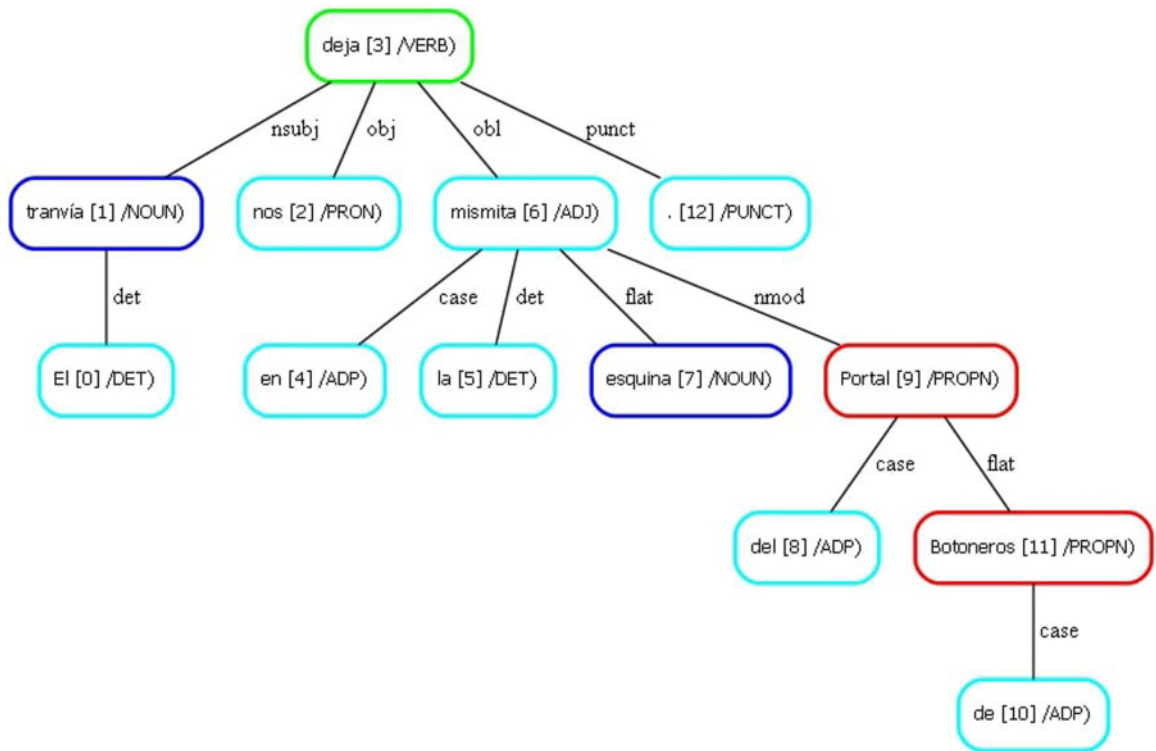 deja [3] /VERB)
nsubj
obj
obl
punct
tranvía [1] /NOUN)
nos [2] /PRON)
mismita [6] /ADJ)
. [12] /PUNCT)
det
case
det
flat
nmod
El [0] /DET)
en [4] /ADP)
la [5] /DET)
esquina [7] /NOUN)
Portal [9] /PROPN)
case
flat
del [8] /ADP)
Botoneros [11] /PROPN)
case
de [10] /ADP)